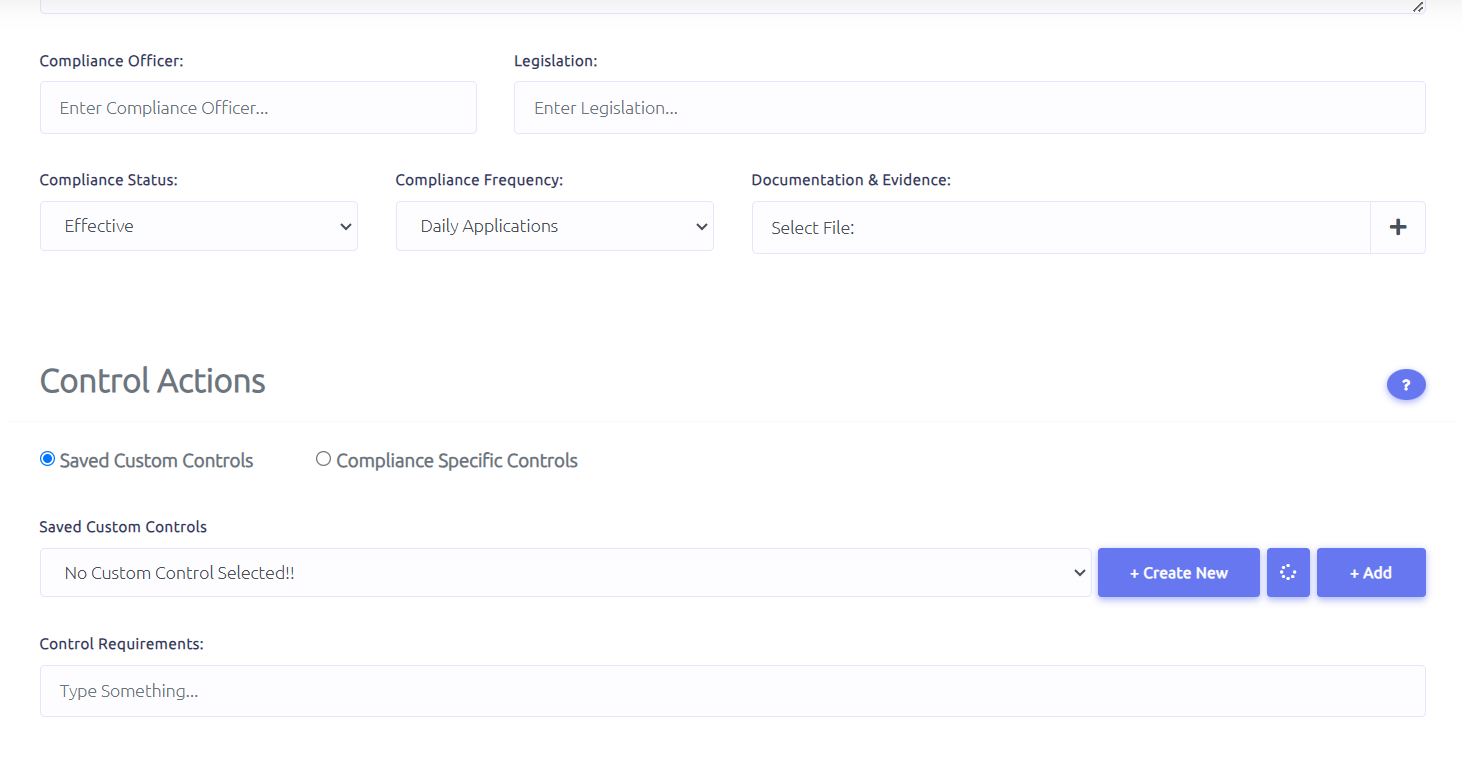 Compliance Officer:
Legislation:
Enter Compliance Officer...
Enter Legislation...
Compliance Status:
Compliance Frequency:
Documentation & Evidence:
Effective
Daily Applications
Select File:
+
Control Actions
?
Saved Custom Controls
Compliance Specific Controls
Saved Custom Controls
No Custom Control Selected!!
+ Create New
+ Add
Control Requirements:
Type Something...